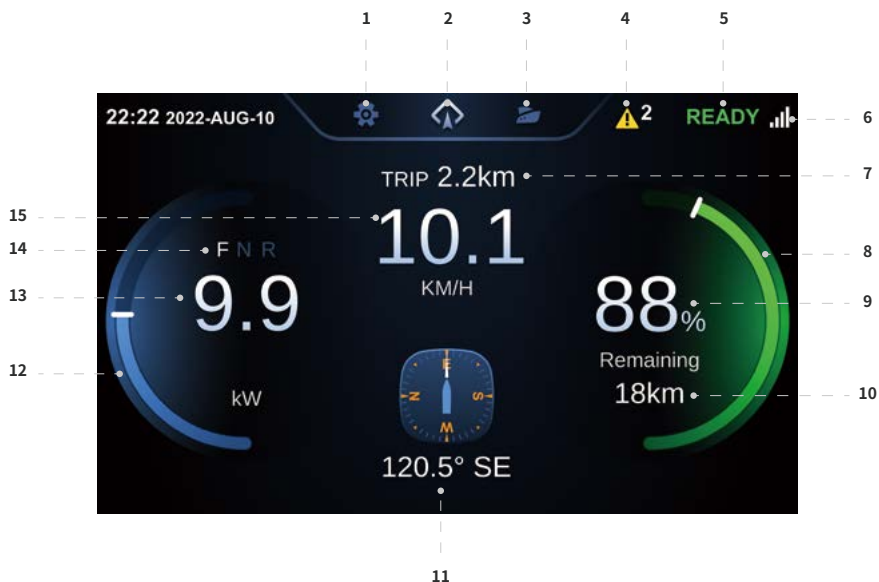 1 2 3 4 5
22:22 2022-AUG-10
2
READY
6
TRIP 2.2km
7
15
10.1
KM/H
14
F N R
8
13
9.9
88%
9
Remaining
12
kW
18km
10
E
N
S
W
120.5° SE
11